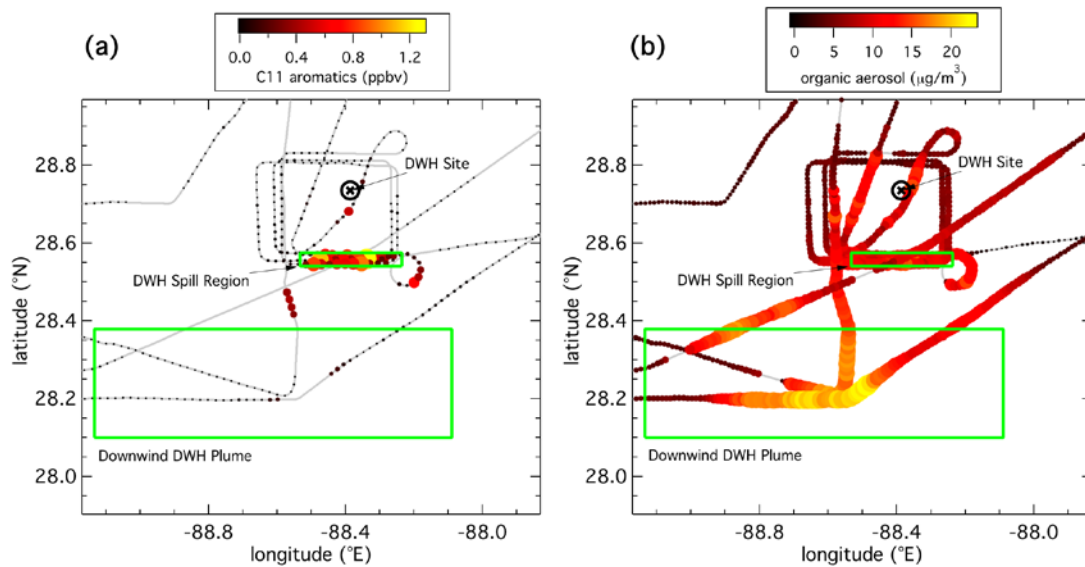 (a)
0.0 0.4 0.8 1.2
C11 aromatics (ppbv)
28.8
28.6
28.4
28.2
28.0
latitude (°N)
DWH Site
DWH Spill Region
Downwind DWH Plume
-88.8 -88.4 -88.0
longitude (°E)
(b)
0 5 10 15 20
organic aerosol (μg/m³)
28.8
28.6
28.4
28.2
28.0
latitude (°N)
DWH Site
DWH Spill Region
Downwind DWH Plume
-88.8 -88.4 -88.0
longitude (°E)